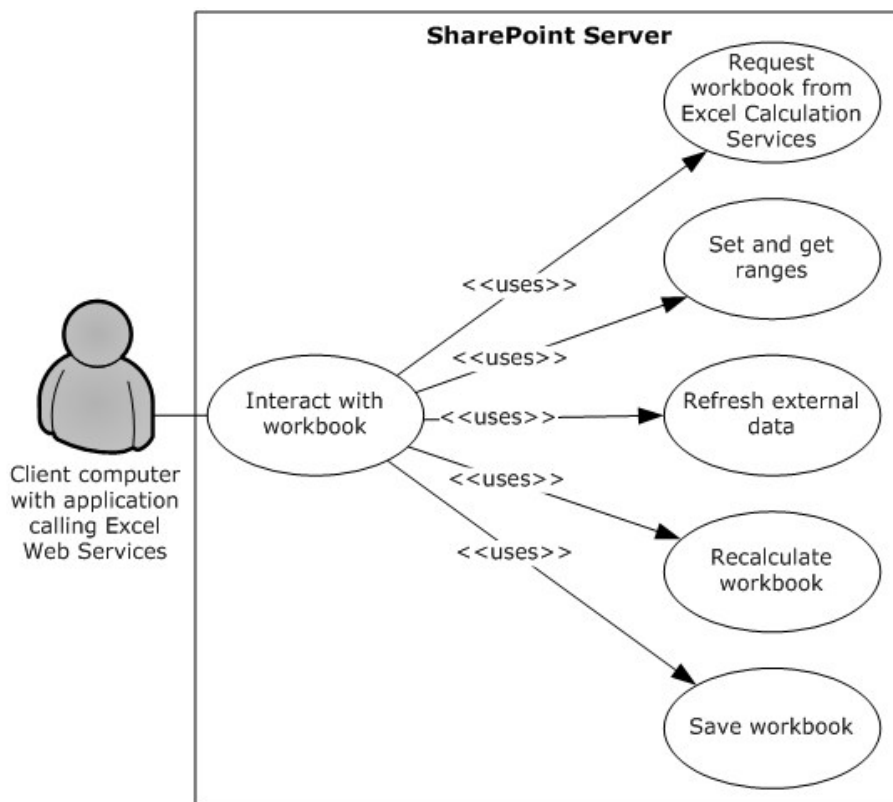 SharePoint Server
Request
workbook from
Excel Calculation
Services
Set and get
ranges
<<uses>>
<<uses>>
Interact with
workbook
<<uses>>
Refresh external
data
Client computer
with application
calling Excel
Web Services
<<uses>>
<<uses>>
Recalculate
workbook
Save workbook